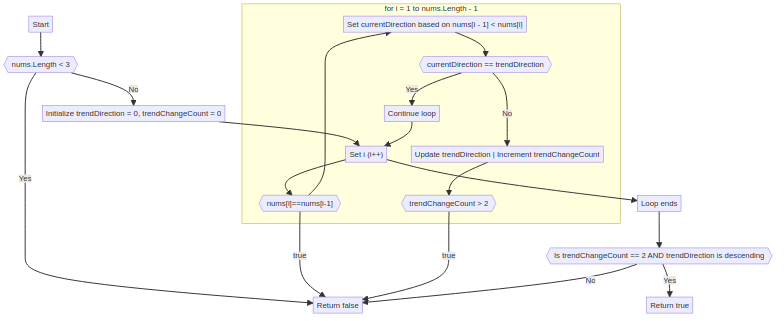 for i = 1 to nums.Length - 1
Start
Set currentDirection based on nums[i - 1] < nums[i]
nums.Length < 3
currentDirection == trendDirection
No
Yes
Initialize trendDirection = 0, trendChangeCount = 0
Continue loop
No
Set i (i++)
Update trendDirection | Increment trendChangeCount
Yes
nums[i]==nums[i-1]
trendChangeCount > 2
Loop ends
true
true
Is trendChangeCount == 2 AND trendDirection is descending
No
Yes
Return false
Return true